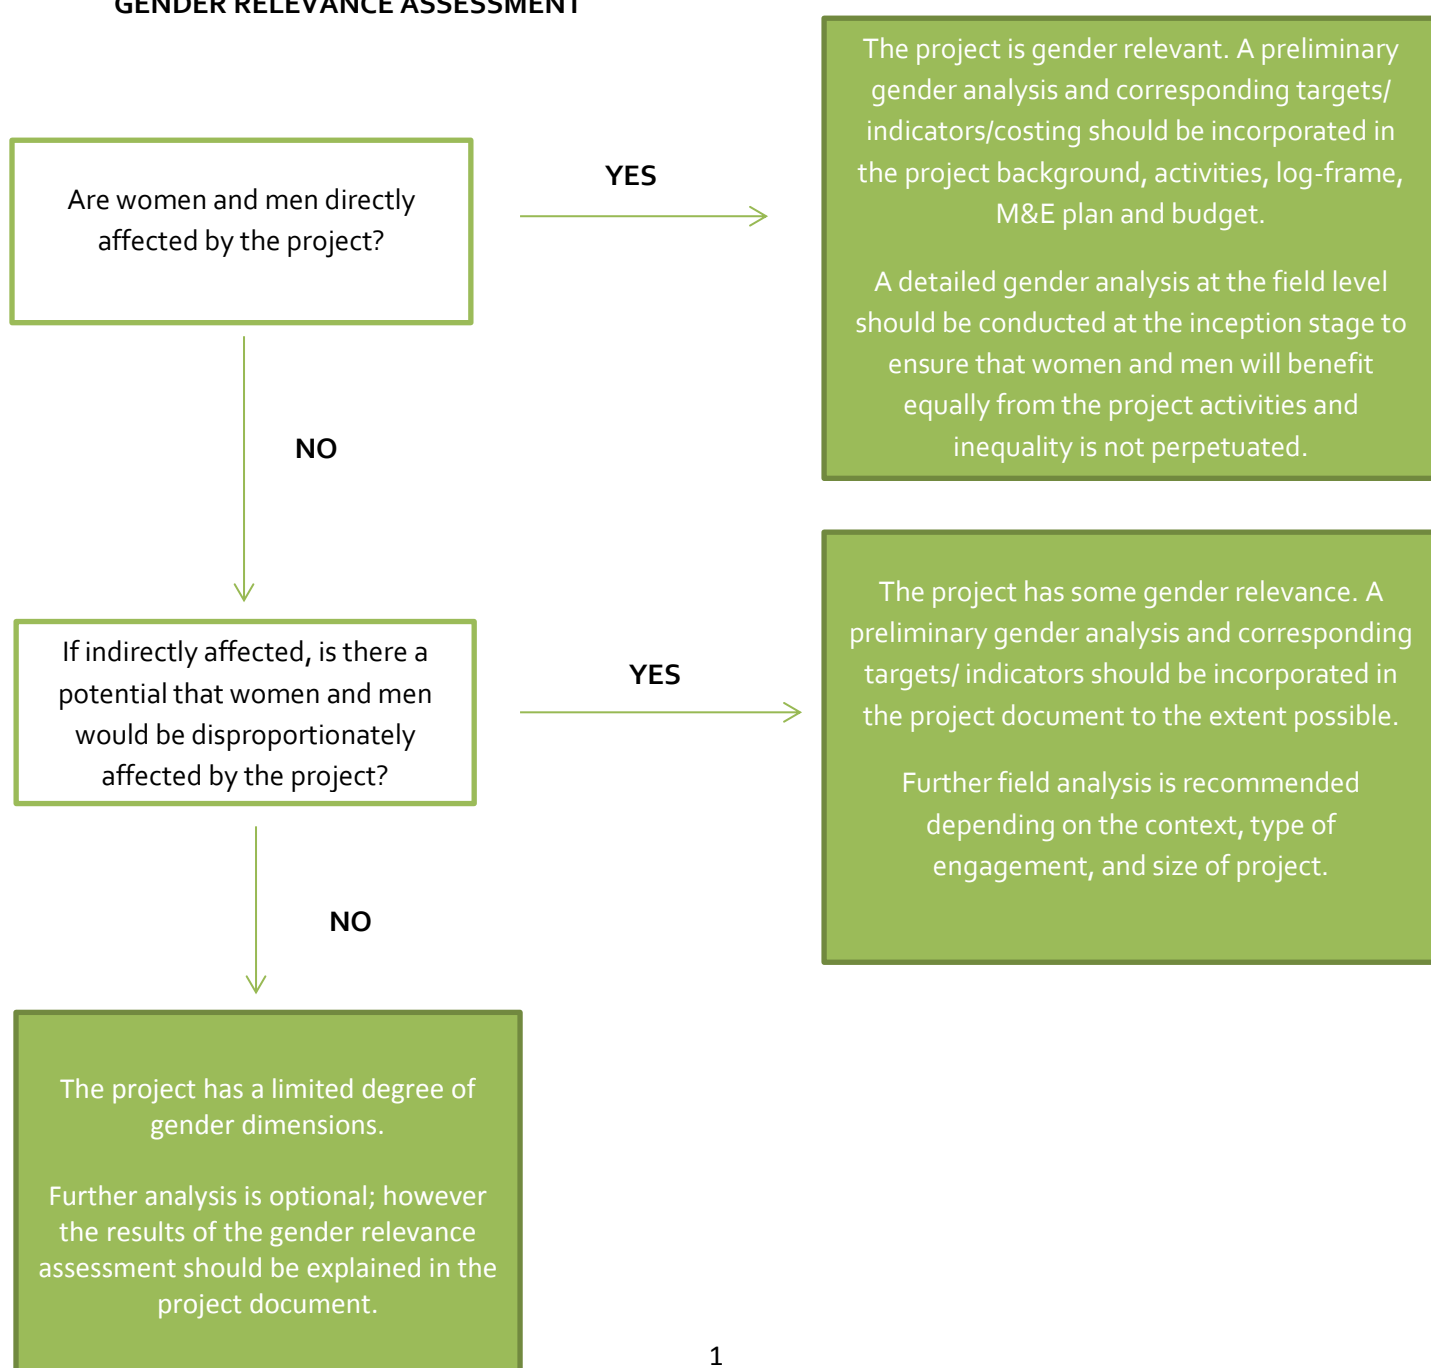 GENDER RELEVANCE ASSESSMENT
Are women and men directly
affected by the project?
YES
The project is gender relevant. A preliminary
gender analysis and corresponding targets/
indicators/costing should be incorporated in
the project background, activities, log-frame,
M&E plan and budget.
A detailed gender analysis at the field level
should be conducted at the inception stage to
ensure that women and men will benefit
equally from the project activities and
inequality is not perpetuated.
NO
If indirectly affected, is there a
potential that women and men
would be disproportionately
affected by the project?
YES
The project has some gender relevance. A
preliminary gender analysis and corresponding
targets/ indicators should be incorporated in
the project document to the extent possible.
Further field analysis is recommended
depending on the context, type of
engagement, and size of project.
NO
The project has a limited degree of
gender dimensions.
Further analysis is optional; however
the results of the gender relevance
assessment should be explained in the
project document.
1